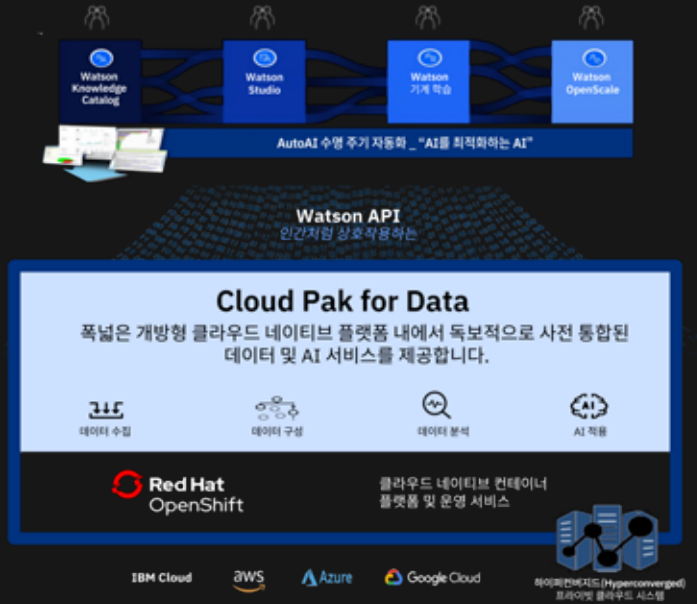 Watson
Knowledge
Catalog
Watson
Studio
Watson
기계 학습
Watson
OpenScale
AutoAI 수명 주기 자동화 _ “AI를 최적화하는 AI”
Watson API
인간처럼 상호작용하는
Cloud Pak for Data
폭넓은 개방형 클라우드 네이티브 플랫폼 내에서 독보적으로 사전 통합된
데이터 및 AI 서비스를 제공합니다.
데이터 수집
데이터 구성
데이터 분석
AI
AI 적용
Red Hat
OpenShift
클라우드 네이티브 컨테이너
플랫폼 및 운영 서비스
IBM Cloud
aws
Azure
Google Cloud
하이퍼컨버지드(Hyperconverged)
프라이빗 클라우드 시스템